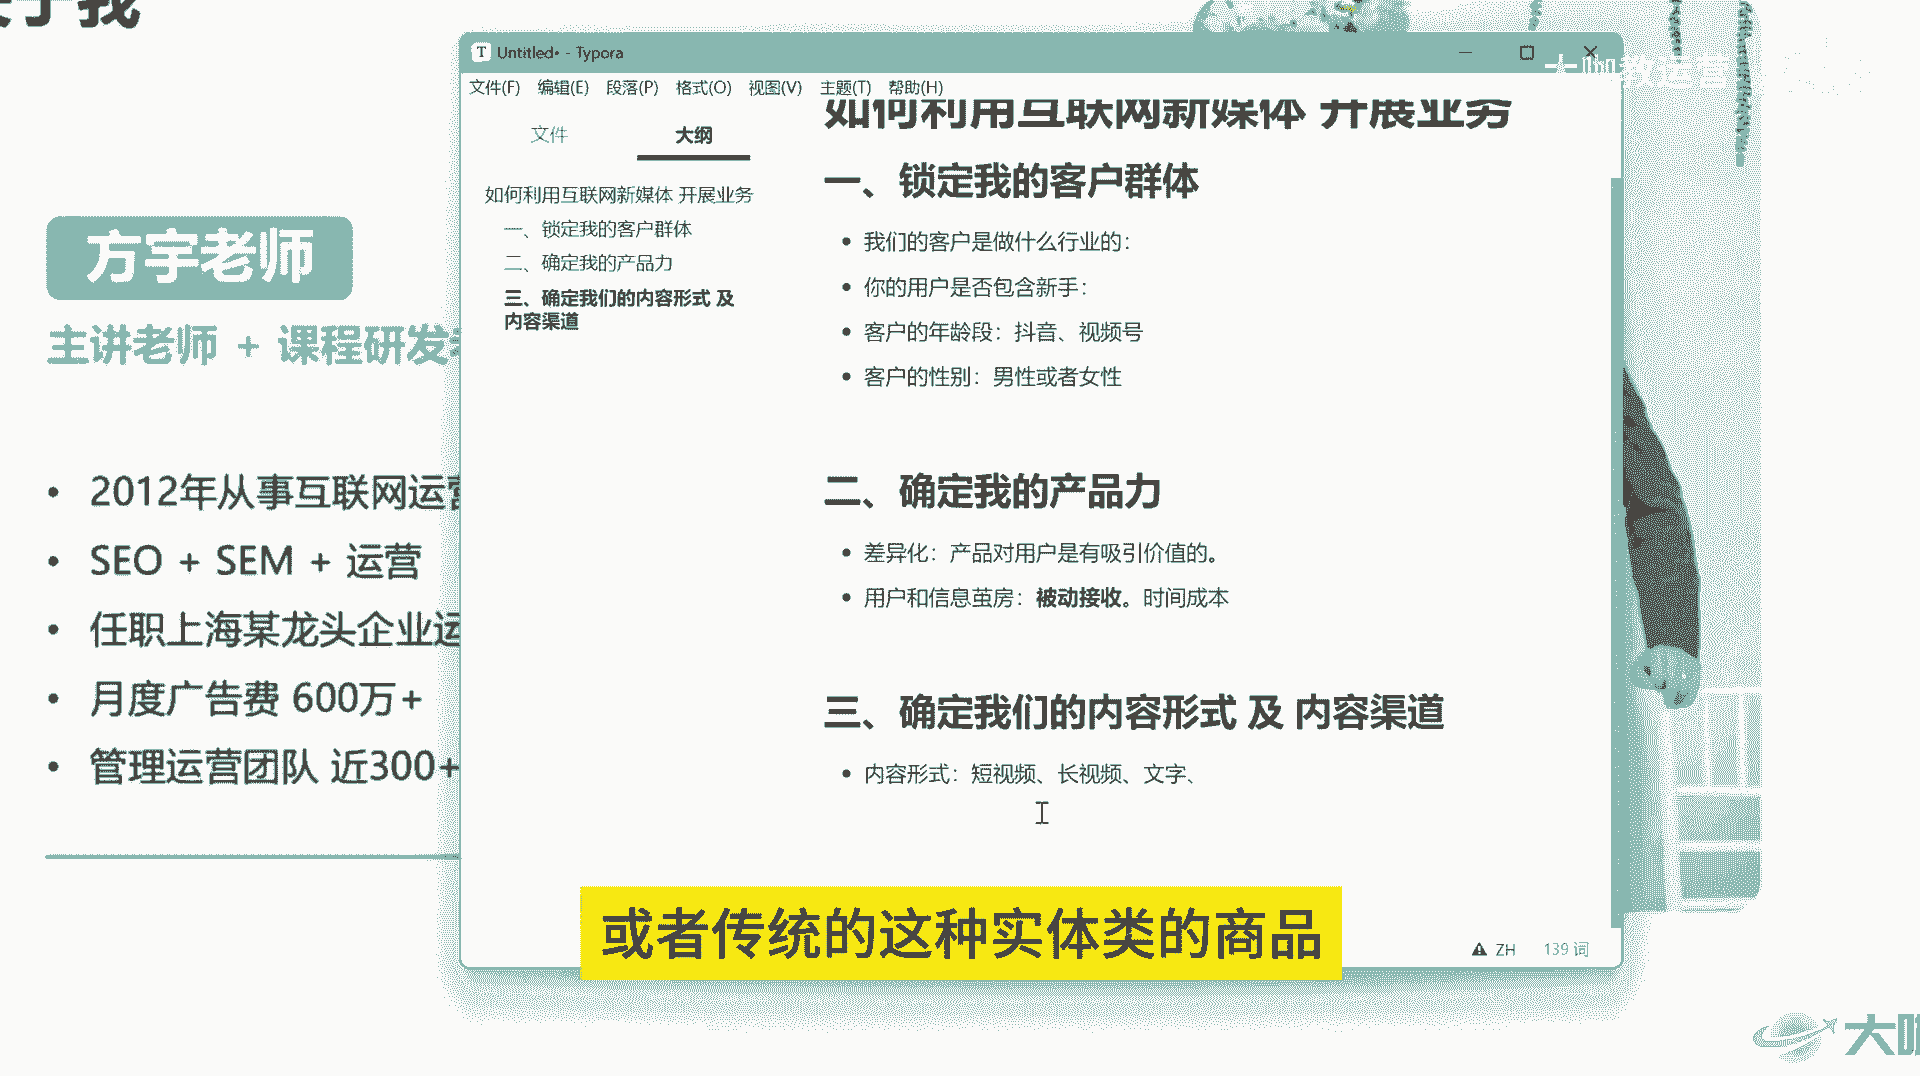 于我
方宇老师
主讲老师 + 课程研发
2012年从事互联网运营
SEO + SEM + 运营
任职上海某龙头企业运
月度广告费 600万+
管理运营团队 近300+
Untitled• - Typora
文件(F) 编辑(E) 段落(P) 格式(O) 视图(V) 主题(T) 帮助(H)
文件 大纲
如何利用互联网新媒体 开展业务
一、锁定我的客户群体
二、确定我的产品力
三、确定我们的内容形式 及
内容渠道
如何利用互联网新媒体 开展业务
一、锁定我的客户群体
我们的客户是做什么行业的：
你的用户是否包含新手：
客户的年龄段：抖音、视频号
客户的性别：男性或者女性
二、确定我的产品力
差异化：产品对用户是有吸引价值的。
用户和信息茧房：被动接收。时间成本
三、确定我们的内容形式 及 内容渠道
内容形式：短视频、长视频、文字、
ZH 139 词
或者传统的这种实体类的商品
大咖教运营
大咖